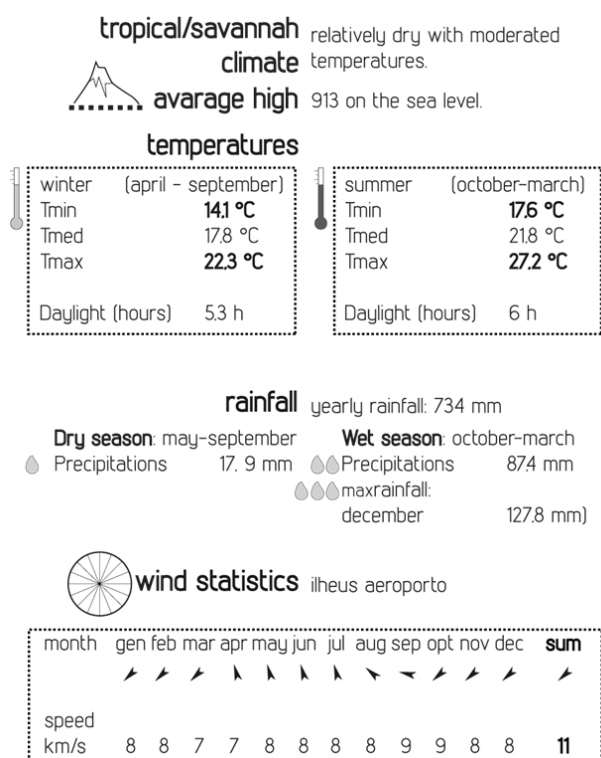 tropical/savannah climate relatively dry with moderated temperatures.
avarage high 913 on the sea level.
temperatures
winter (april - september)
Tmin 14.1 °C
Tmed 17.8 °C
Tmax 22.3 °C
Daylight (hours) 5.3 h
summer (october-march)
Tmin 17.6 °C
Tmed 21.8 °C
Tmax 27.2 °C
Daylight (hours) 6 h
rainfall yearly rainfall: 734 mm
Dry season: may-september
Precipitations 17. 9 mm
Wet season: october-march
Precipitations 87.4 mm
maxrainfall:
december 127.8 mm)
wind statistics ilheus aeroporto
month gen feb mar apr may jun jul aug sep opt nov dec sum
speed
km/s 8 8 7 7 8 8 8 8 9 9 8 8 11